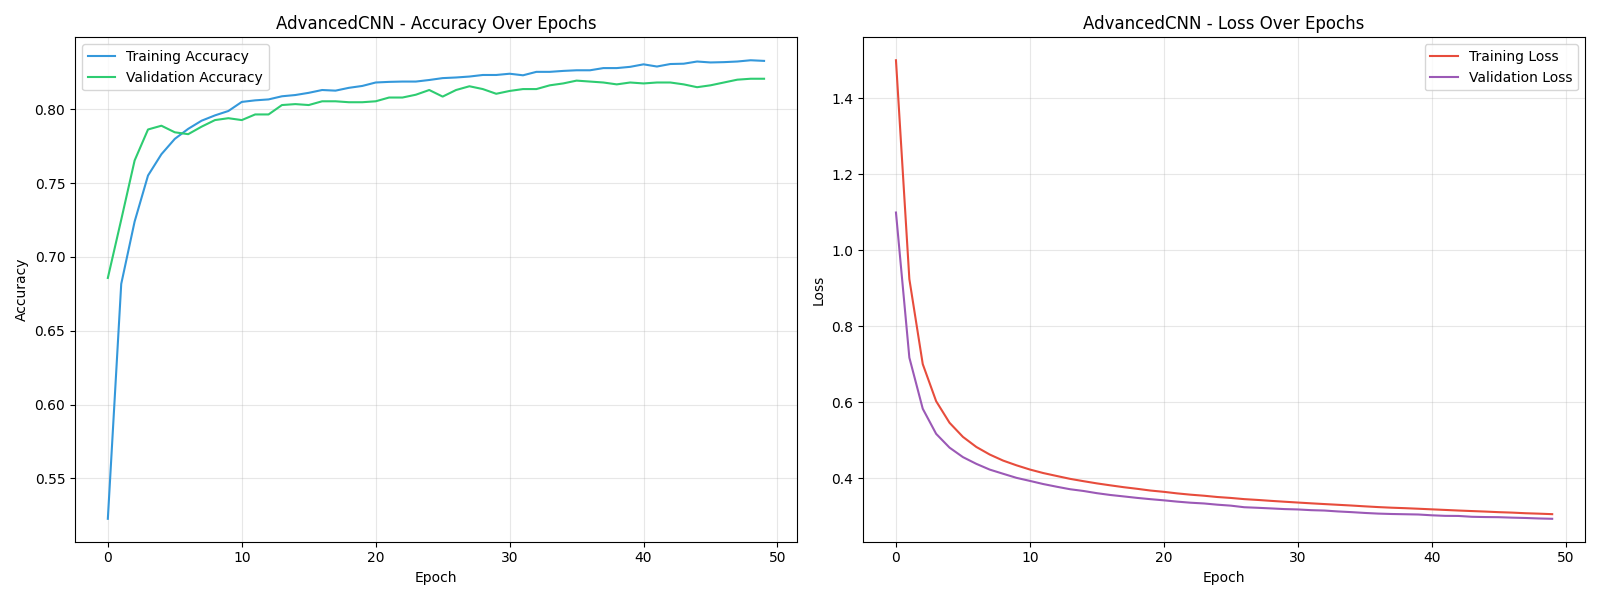 AdvancedCNN - Accuracy Over Epochs
Training Accuracy
Validation Accuracy
Accuracy
0.80
0.75
0.70
0.65
0.60
0.55
0
10
20
30
40
50
Epoch
AdvancedCNN - Loss Over Epochs
Training Loss
Validation Loss
Loss
1.4
1.2
1.0
0.8
0.6
0.4
0
10
20
30
40
50
Epoch